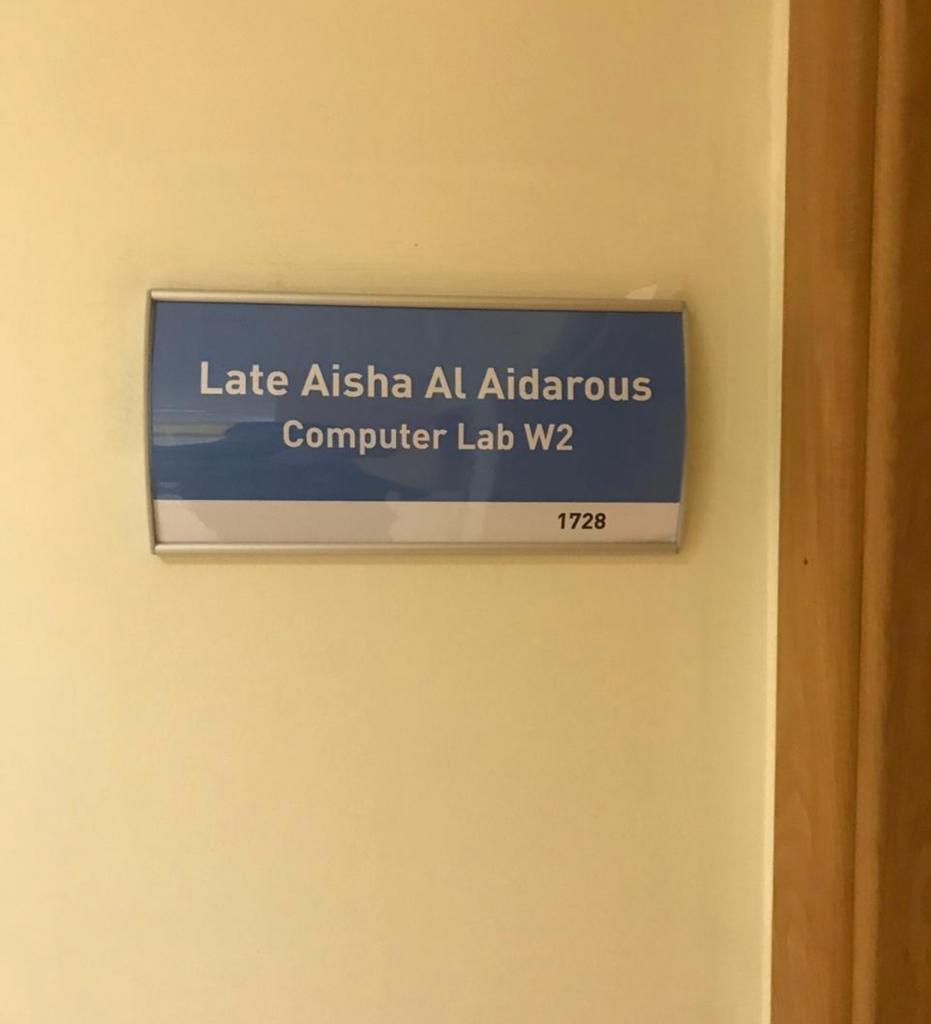 Late Aisha Al Aidarous
Computer Lab W2
1728